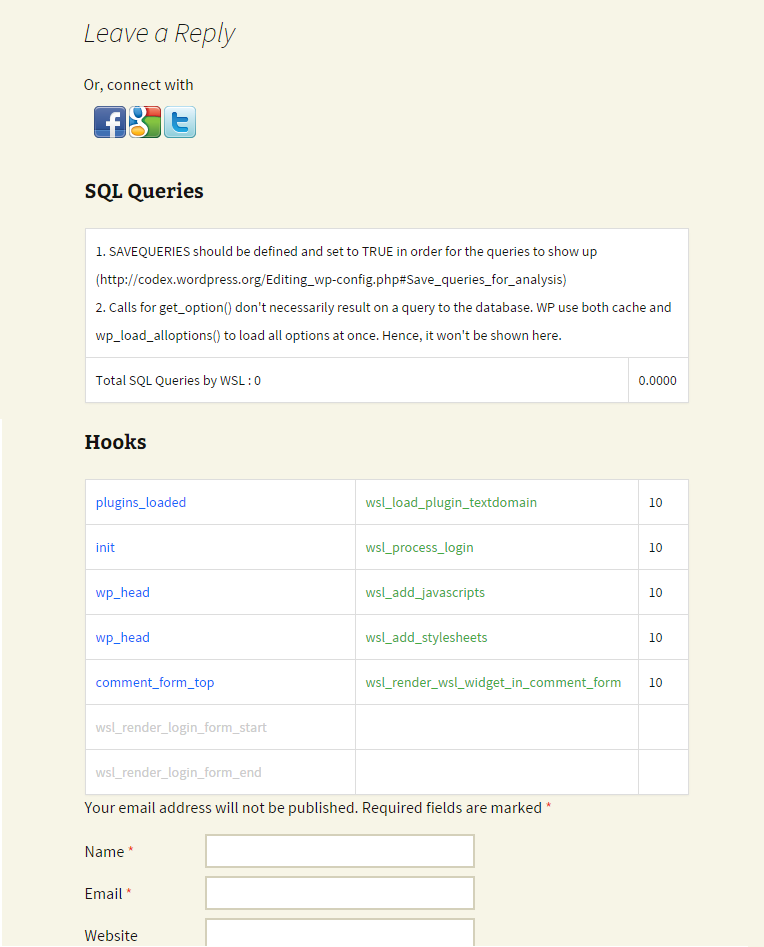 Leave a Reply
Or, connect with
SQL Queries
1. SAVEQUERIES should be defined and set to TRUE in order for the queries to show up
(http://codex.wordpress.org/Editing_wp-config.php#Save_queries_for_analysis)
2. Calls for get_option() don't necessarily result on a query to the database. WP use both cache and
wp_load_alloptions() to load all options at once. Hence, it won't be shown here.
Total SQL Queries by WSL : 0 0.0000
Hooks
plugins_loaded wsl_load_plugin_textdomain 10
init wsl_process_login 10
wp_head wsl_add_javascripts 10
wp_head wsl_add_stylesheets 10
comment_form_top wsl_render_wsl_widget_in_comment_form 10
wsl_render_login_form_start
wsl_render_login_form_end
Your email address will not be published. Required fields are marked *
Name *
Email *
Website